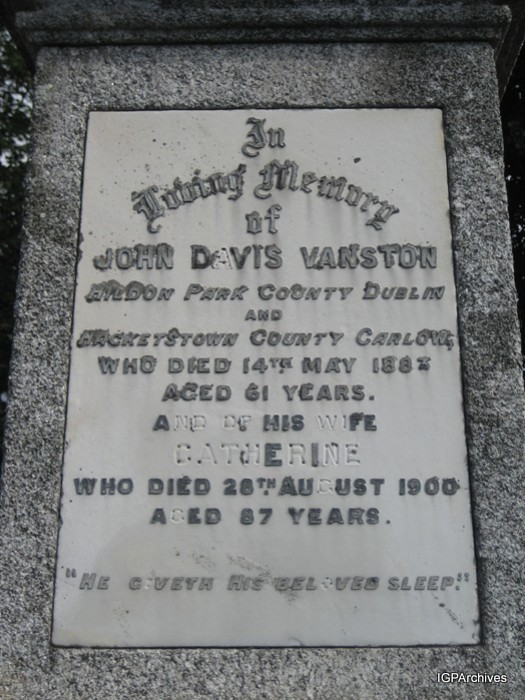 In
Loving Memory
of
JOHN DAVIS VANSTON
HILDON PARK COUNTY DUBLIN
AND
HACKETSTOWN COUNTY CARLOW,
WHO DIED 14TH MAY 1883
AGED 61 YEARS.
AND OF HIS WIFE
CATHERINE
WHO DIED 28TH AUGUST 1900
AGED 87 YEARS.
"HE GIVETH HIS BELOVED SLEEP."
IGPArchives